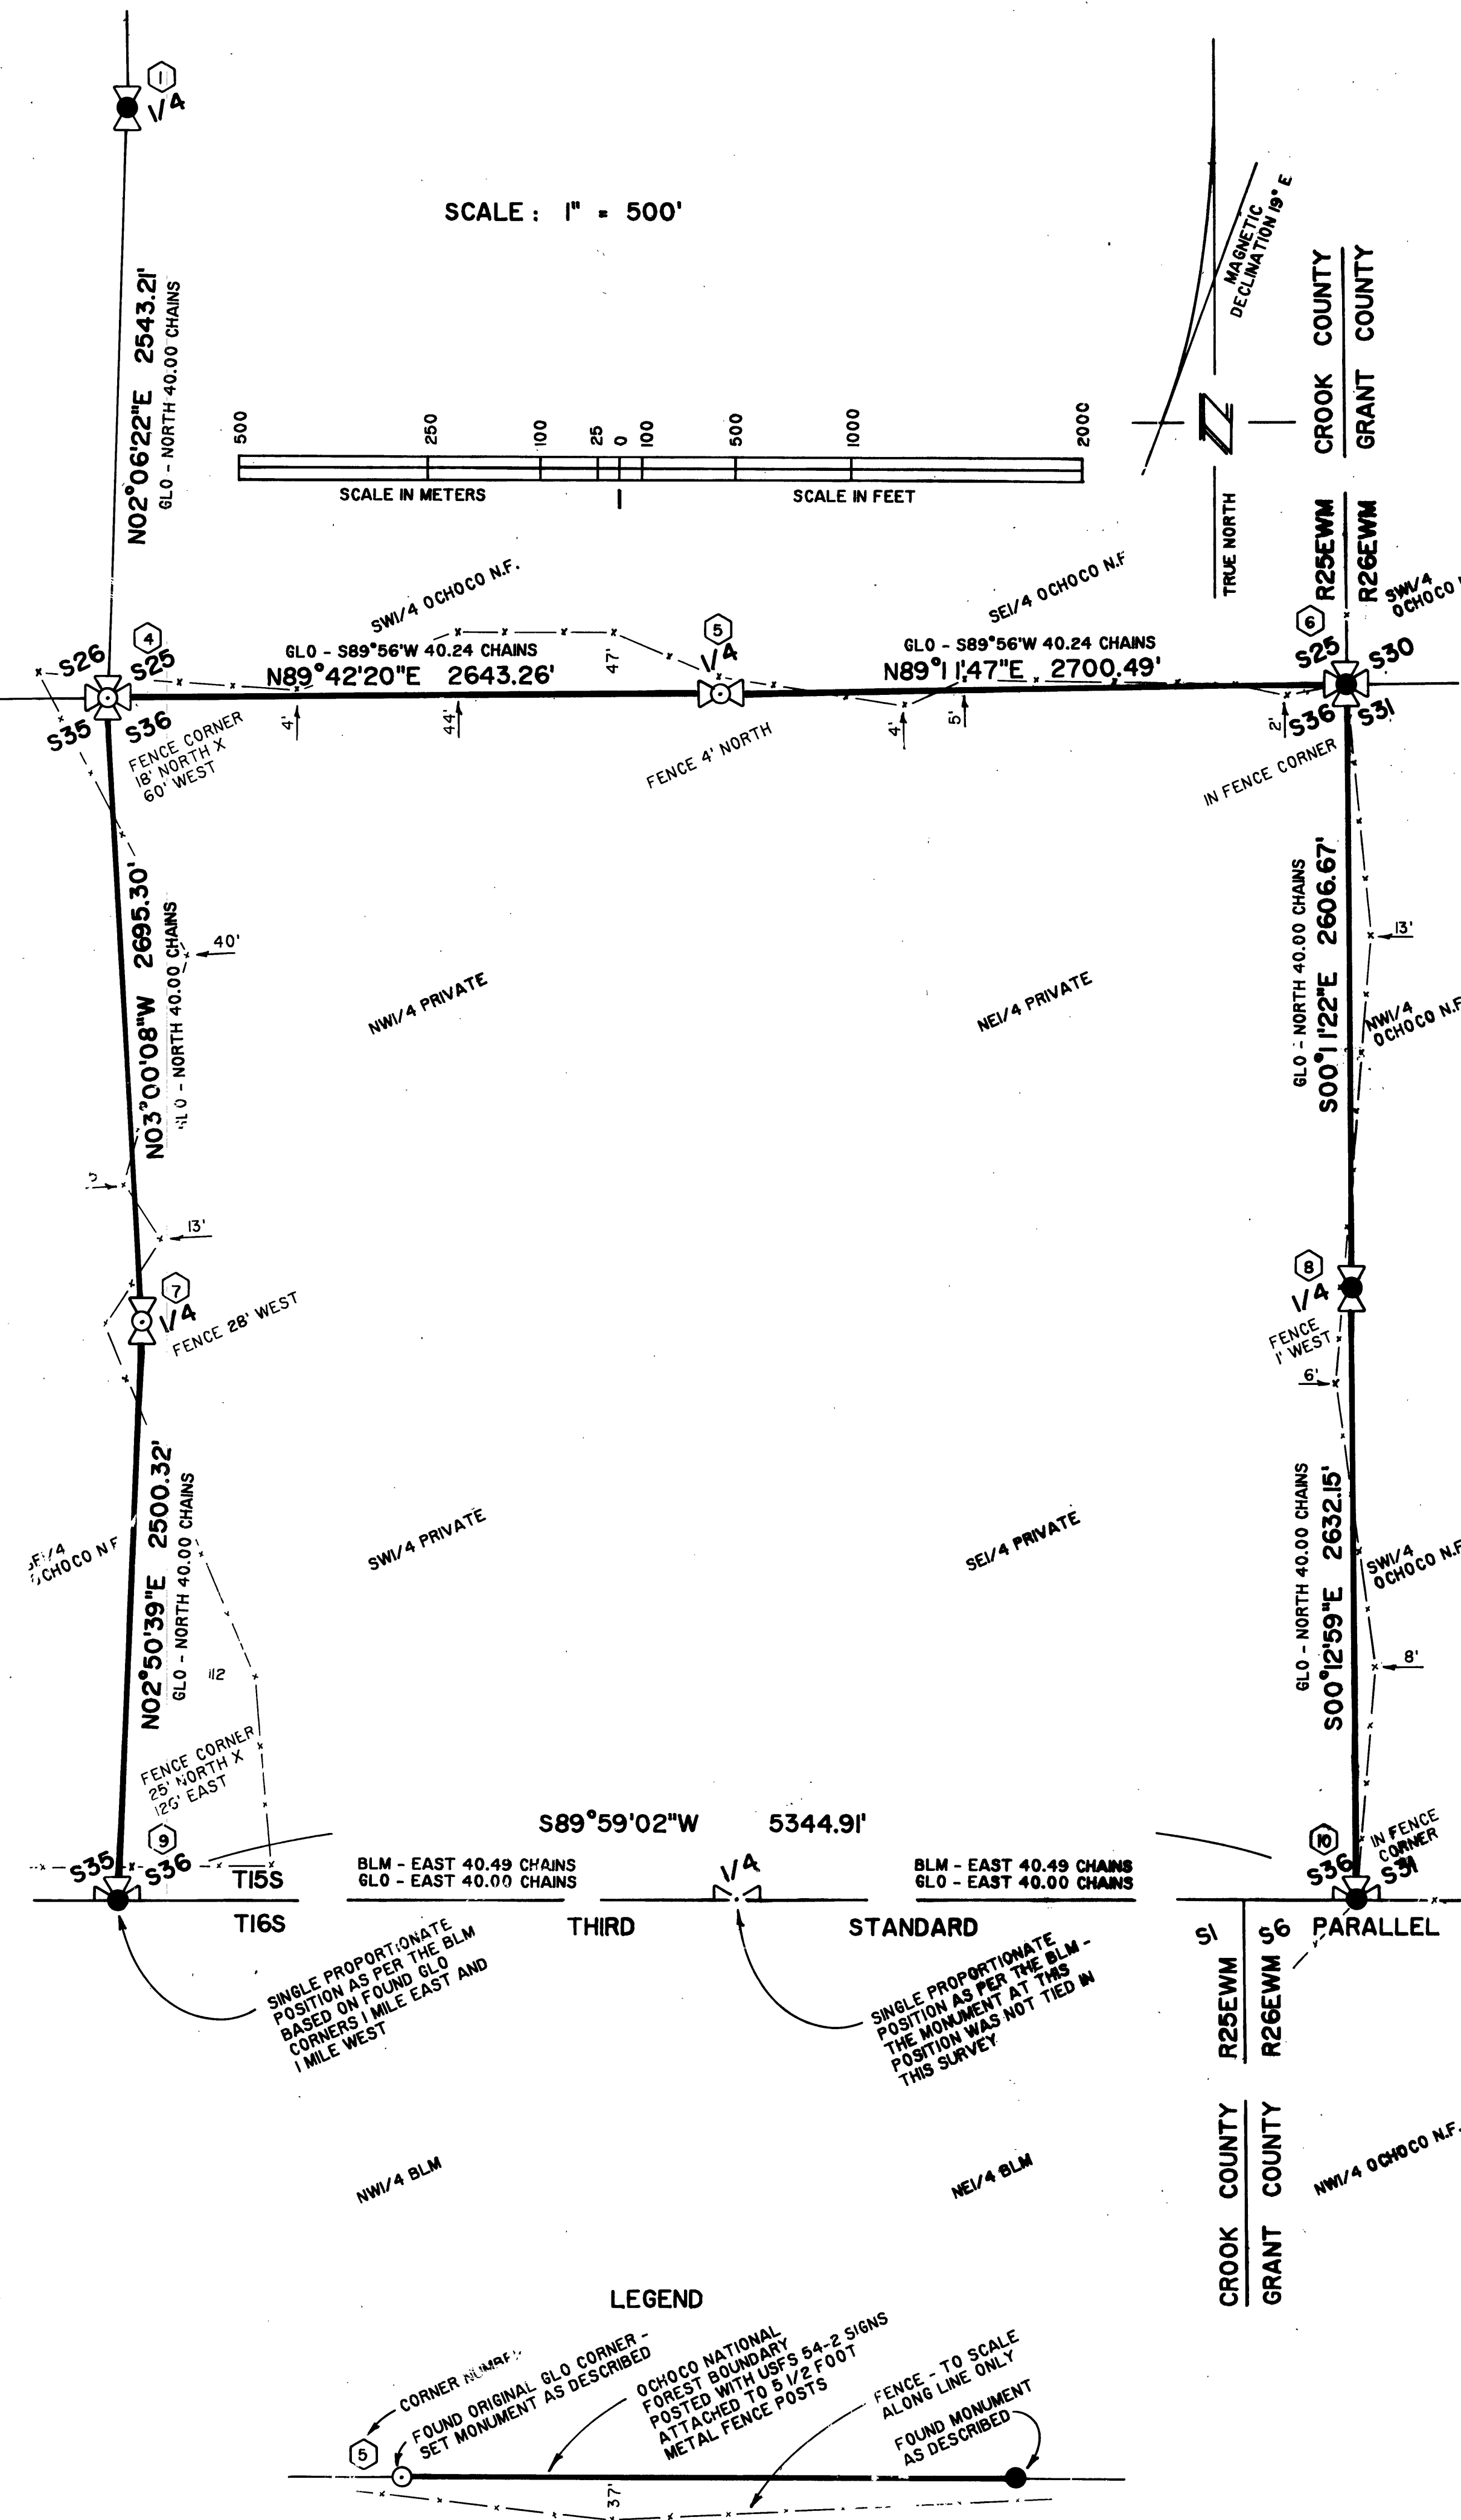 1
1/4
SCALE: 1" = 500'
MAGNETIC
DECLINATION 19° E
CROOK COUNTY
GRANT COUNTY
N02°06'22"E 2543.21'
GLO - NORTH 40.00 CHAINS
500
250
100
25
0
100
500
1000
2000
SCALE IN METERS
SCALE IN FEET
TRUE NORTH
R25EWM
R26EWM
SW1/4 OCHOCO N.F.
SE1/4 OCHOCO N.F
SW1/4
OCHOCO
4
S26
S25
S35
S36
GLO - S89°56'W 40.24 CHAINS
N89°42'20"E 2643.26'
47'
5
1/4
GLO - S89°56'W 40.24 CHAINS
N89°11'47"E 2700.49'
6
S25
S30
S36
S31
FENCE CORNER
18' NORTH X
60' WEST
4'
44'
FENCE 4' NORTH
4'
5'
2'
IN FENCE CORNER
N03°00'08"W 2695.30'
NORTH 40.00 CHAINS
40'
NW1/4 PRIVATE
NE1/4 PRIVATE
GLO - NORTH 40.00 CHAINS
S00°11'22"E 2606.67'
13'
NW1/4
OCHOCO N.F
13'
7
1/4
FENCE 28' WEST
8
1/4
FENCE
1' WEST
6'
N02°50'39"E 2500.32'
GLO - NORTH 40.00 CHAINS
OCHOCO N F
SW1/4 PRIVATE
SE1/4 PRIVATE
GLO - NORTH 40.00 CHAINS
S00°12'59"E 2632.15'
SW1/4
OCHOCO N.F
112
8'
FENCE CORNER
25' NORTH X
EAST
S89°59'02"W 5344.91'
9
S35
S36
T15S
BLM - EAST 40.49 CHAINS
GLO - EAST 40.00 CHAINS
1/4
BLM - EAST 40.49 CHAINS
GLO - EAST 40.00 CHAINS
10
S36
S31
IN FENCE
CORNER
T16S
THIRD STANDARD PARALLEL
S1
S6
SINGLE PROPORTIONATE
POSITION AS PER THE BLM
BASED ON FOUND GLO
CORNERS 1 MILE EAST AND
1 MILE WEST
SINGLE PROPORTIONATE
POSITION AS PER THE BLM -
THE MONUMENT AT THIS
POSITION WAS NOT TIED IN
THIS SURVEY
R25EWM
R26EWM
CROOK COUNTY
GRANT COUNTY
NW1/4 BLM
NE1/4 BLM
NW1/4 OCHOCO N.F.
LEGEND
CORNER NUMBER
FOUND ORIGINAL GLO CORNER -
SET MONUMENT AS DESCRIBED
OCHOCO NATIONAL
FOREST BOUNDARY
POSTED WITH USFS 54-2 SIGNS
ATTACHED TO 5 1/2 FOOT
METAL FENCE POSTS
FENCE - TO SCALE
ALONG LINE ONLY
FOUND MONUMENT
AS DESCRIBED
5
37'